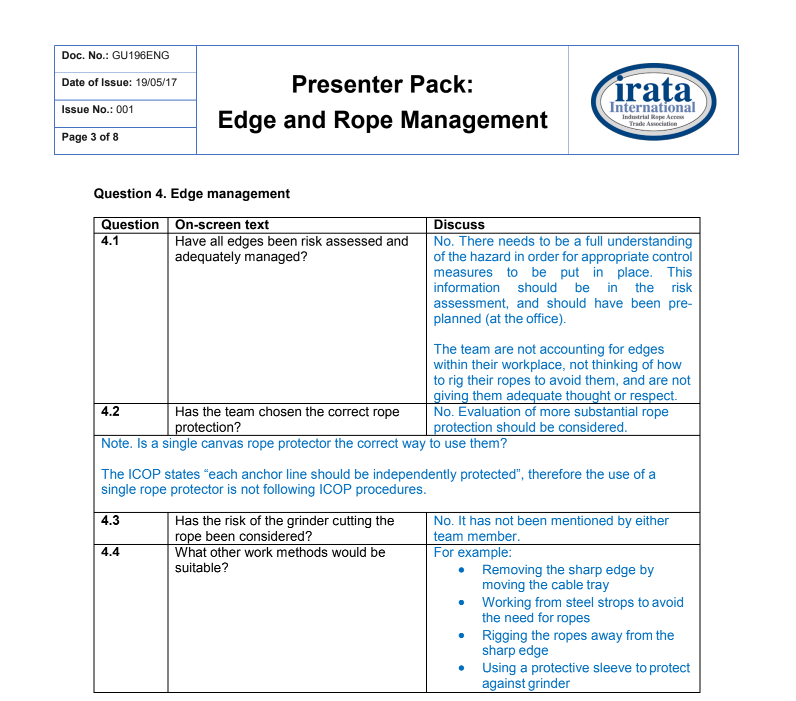 Doc. No.: GU196ENG
Date of Issue: 19/05/17
Issue No.: 001
Page 3 of 8
Presenter Pack:
Edge and Rope Management
irata
International
Industrial Rope Access
Trade Association
Question 4. Edge management
Question On-screen text Discuss
4.1 Have all edges been risk assessed and
adequately managed?
No. There needs to be a full understanding
of the hazard in order for appropriate control
measures to be put in place. This
information should be in the risk
assessment, and should have been pre-
planned (at the office).
The team are not accounting for edges
within their workplace, not thinking of how
to rig their ropes to avoid them, and are not
giving them adequate thought or respect.
4.2 Has the team chosen the correct rope
protection?
No. Evaluation of more substantial rope
protection should be considered.
Note. Is a single canvas rope protector the correct way to use them?
The ICOP states “each anchor line should be independently protected”, therefore the use of a
single rope protector is not following ICOP procedures.
4.3 Has the risk of the grinder cutting the
rope been considered?
No. It has not been mentioned by either
team member.
4.4 What other work methods would be
suitable?
For example:
• Removing the sharp edge by
moving the cable tray
• Working from steel strops to avoid
the need for ropes
• Rigging the ropes away from the
sharp edge
• Using a protective sleeve to protect
against grinder